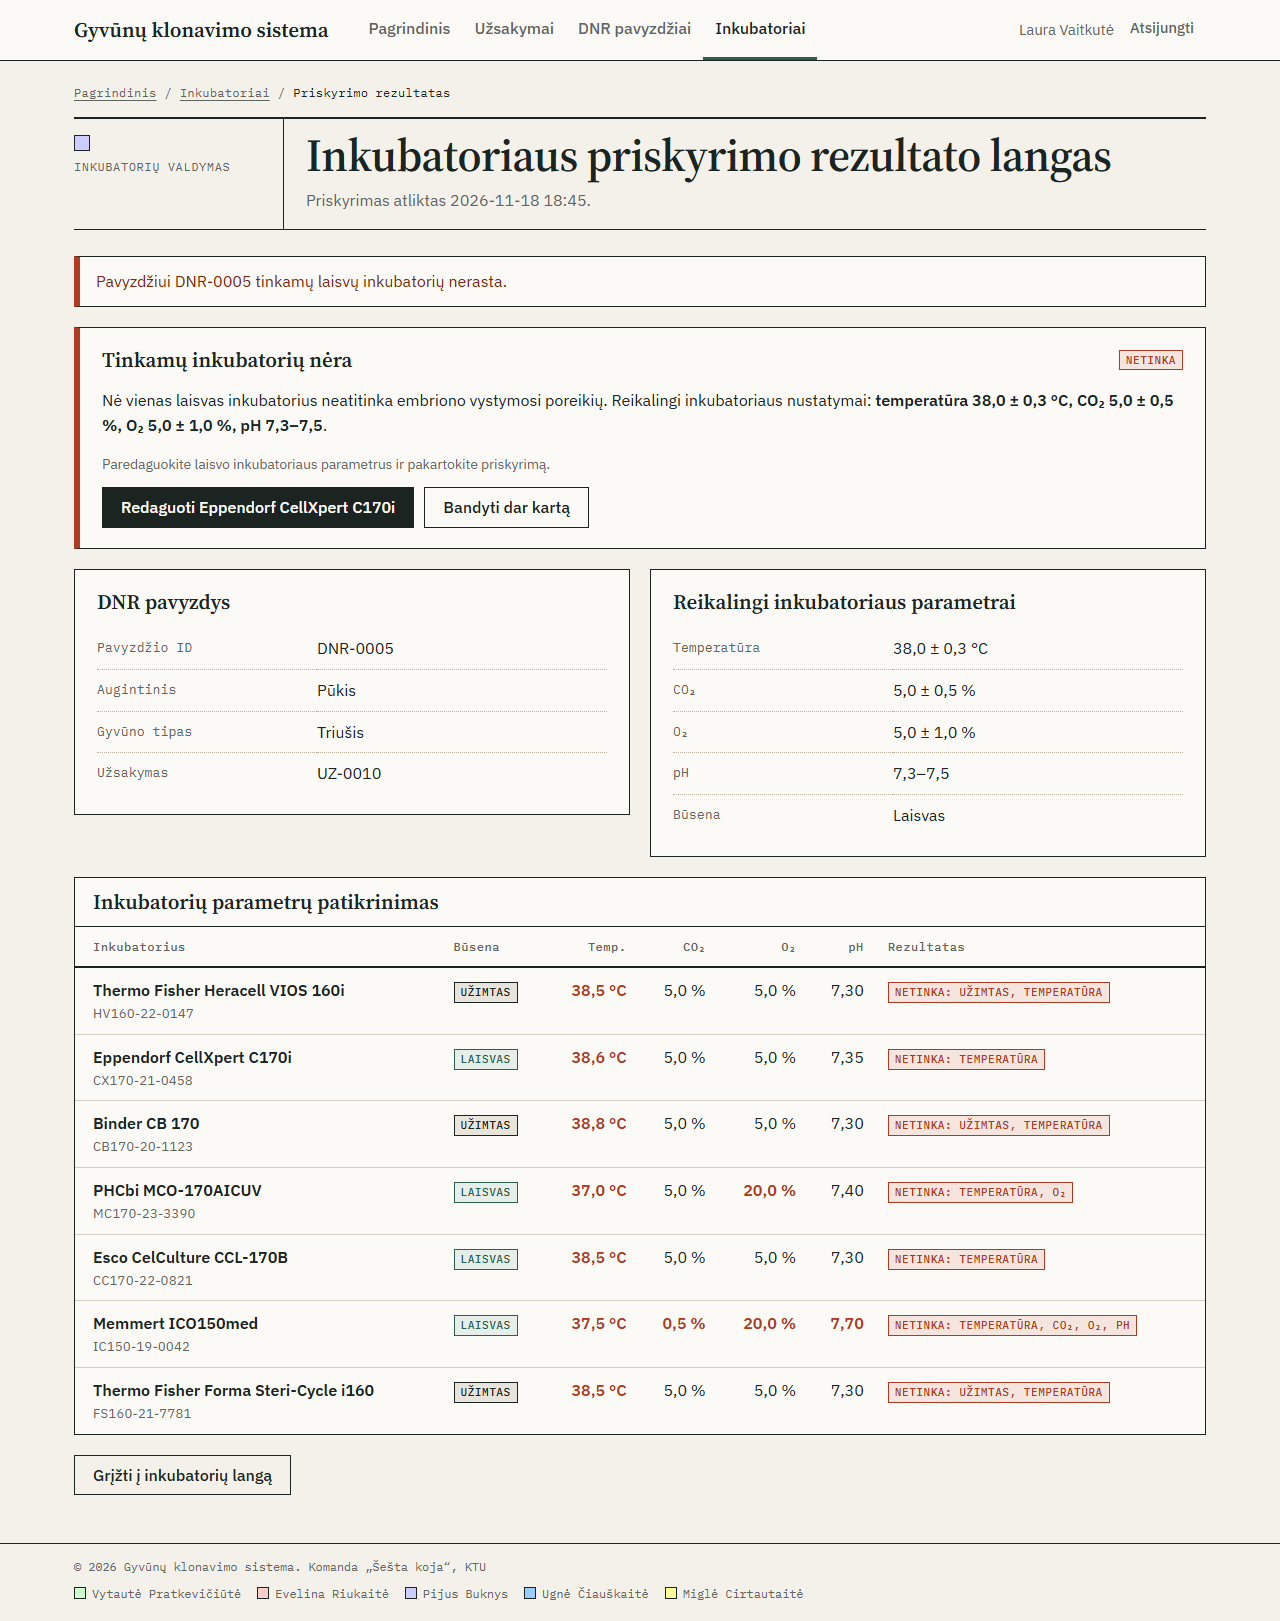 Gyvūnų klonavimo sistema Pagrindinis Užsakymai DNR pavyzdžiai Inkubatoriai Laura Vaitkutė Atsijungti
Pagrindinis / Inkubatoriai / Priskyrimo rezultatas
INKUBATORIŲ VALDYMAS
Inkubatoriaus priskyrimo rezultato langas
Priskyrimas atliktas 2026-11-18 18:45.
Pavyzdžiui DNR-0005 tinkamų laisvų inkubatorių nerasta.
Tinkamų inkubatorių nėra NETINKA
Nė vienas laisvas inkubatorius neatitinka embriono vystymosi poreikių. Reikalingi inkubatoriaus nustatymai: temperatūra 38,0 ± 0,3 °C, CO₂ 5,0 ± 0,5
%, O₂ 5,0 ± 1,0 %, pH 7,3–7,5.
Paredaguokite laisvo inkubatoriaus parametrus ir pakartokite priskyrimą.
Redaguoti Eppendorf CellXpert C170i Bandyti dar kartą
DNR pavyzdys
Pavyzdžio ID DNR-0005
Augintinis Pūkis
Gyvūno tipas Triušis
Užsakymas UZ-0010
Reikalingi inkubatoriaus parametrai
Temperatūra 38,0 ± 0,3 °C
CO₂ 5,0 ± 0,5 %
O₂ 5,0 ± 1,0 %
pH 7,3–7,5
Būsena Laisvas
Inkubatorių parametrų patikrinimas
Inkubatorius Būsena Temp. CO₂ O₂ pH Rezultatas
Thermo Fisher Heracell VIOS 160i UŽIMTAS 38,5 °C 5,0 % 5,0 % 7,30 NETINKA: UŽIMTAS, TEMPERATŪRA
HV160-22-0147
Eppendorf CellXpert C170i LAISVAS 38,6 °C 5,0 % 5,0 % 7,35 NETINKA: TEMPERATŪRA
CX170-21-0458
Binder CB 170 UŽIMTAS 38,8 °C 5,0 % 5,0 % 7,30 NETINKA: UŽIMTAS, TEMPERATŪRA
CB170-20-1123
PHCbi MCO-170AICUV LAISVAS 37,0 °C 5,0 % 20,0 % 7,40 NETINKA: TEMPERATŪRA, O₂
MC170-23-3390
Esco CelCulture CCL-170B LAISVAS 38,5 °C 5,0 % 5,0 % 7,30 NETINKA: TEMPERATŪRA
CC170-22-0821
Memmert ICO150med LAISVAS 37,5 °C 0,5 % 20,0 % 7,70 NETINKA: TEMPERATŪRA, CO₂, O₂, PH
IC150-19-0042
Thermo Fisher Forma Steri-Cycle i160 UŽIMTAS 38,5 °C 5,0 % 5,0 % 7,30 NETINKA: UŽIMTAS, TEMPERATŪRA
FS160-21-7781
Grįžti į inkubatorių langą
© 2026 Gyvūnų klonavimo sistema. Komanda „Šešta koja“, KTU
Vytautė Pratkevičiūtė Evelina Riukaitė Pijus Buknys Ugnė Čiauškaitė Miglė Cirtautaitė